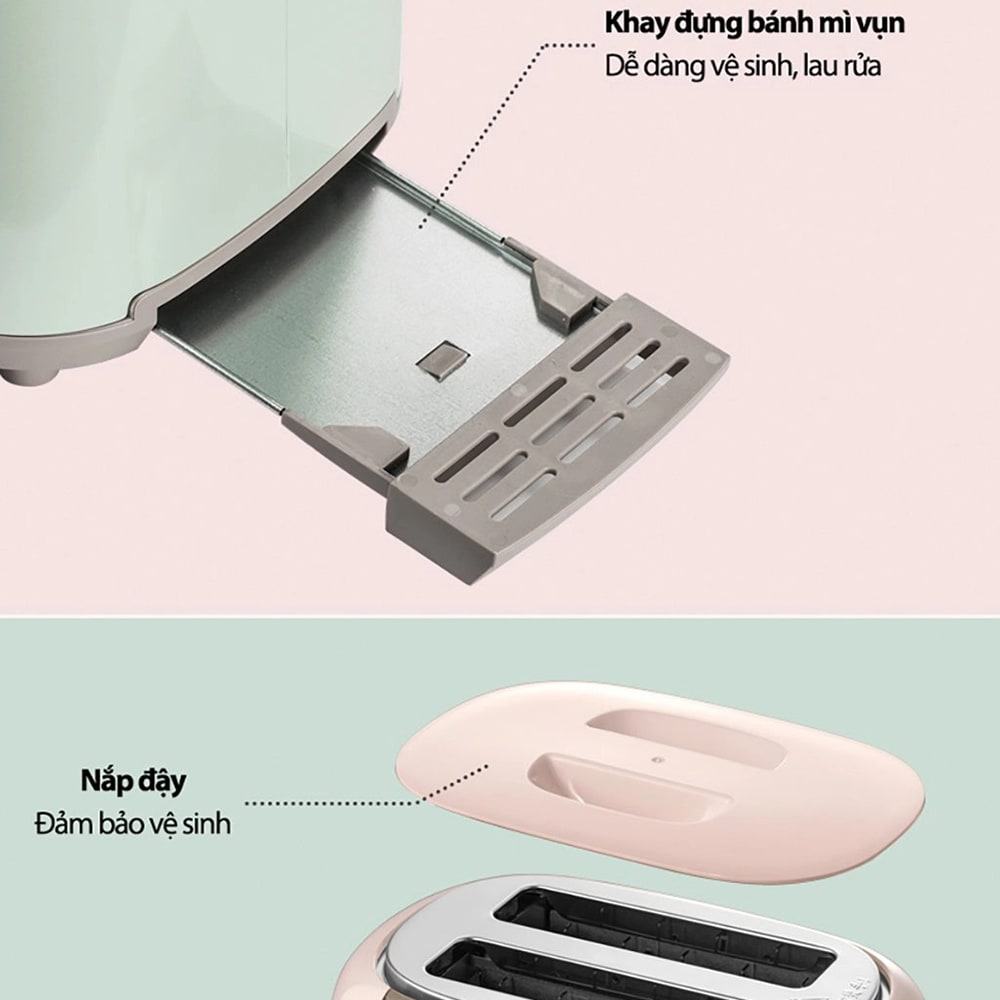 Khay đựng bánh mì vụn
Dễ dàng vệ sinh, lau rửa
Nắp đậy
Đảm bảo vệ sinh